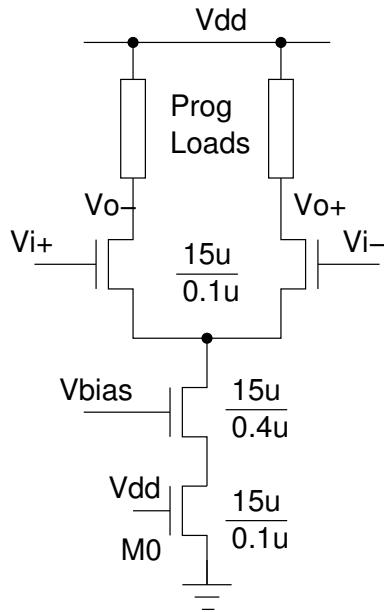 Vdd
Prog
Loads
Vo−
Vo+
Vi+
Vi−
15u
0.1u
Vbias
15u
0.4u
Vdd
15u
0.1u
M0